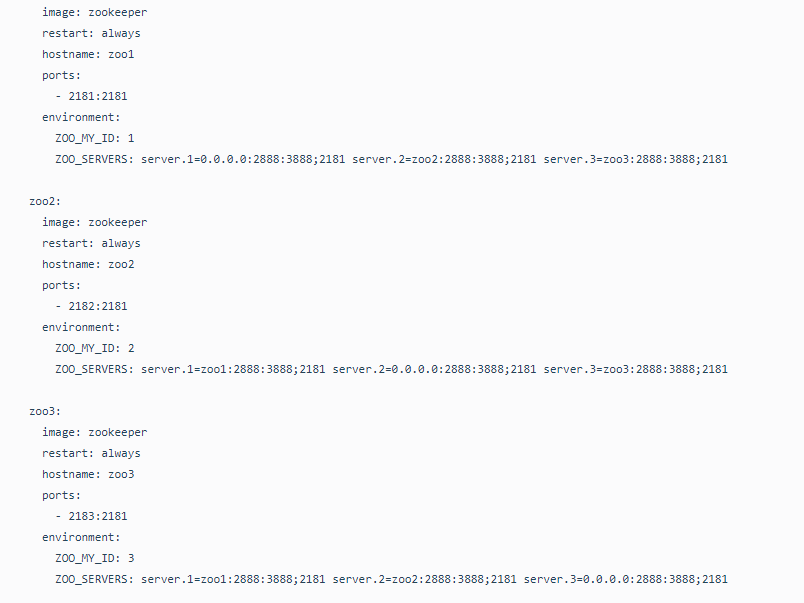 image: zookeeper
restart: always
hostname: zoo1
ports:
- 2181:2181
environment:
ZOO_MY_ID: 1
ZOO_SERVERS: server.1=0.0.0.0:2888:3888;2181 server.2=zoo2:2888:3888;2181 server.3=zoo3:2888:3888;2181
zoo2:
image: zookeeper
restart: always
hostname: zoo2
ports:
- 2182:2181
environment:
ZOO_MY_ID: 2
ZOO_SERVERS: server.1=zoo1:2888:3888;2181 server.2=0.0.0.0:2888:3888;2181 server.3=zoo3:2888:3888;2181
zoo3:
image: zookeeper
restart: always
hostname: zoo3
ports:
- 2183:2181
environment:
ZOO_MY_ID: 3
ZOO_SERVERS: server.1=zoo1:2888:3888;2181 server.2=zoo2:2888:3888;2181 server.3=0.0.0.0:2888:3888;2181